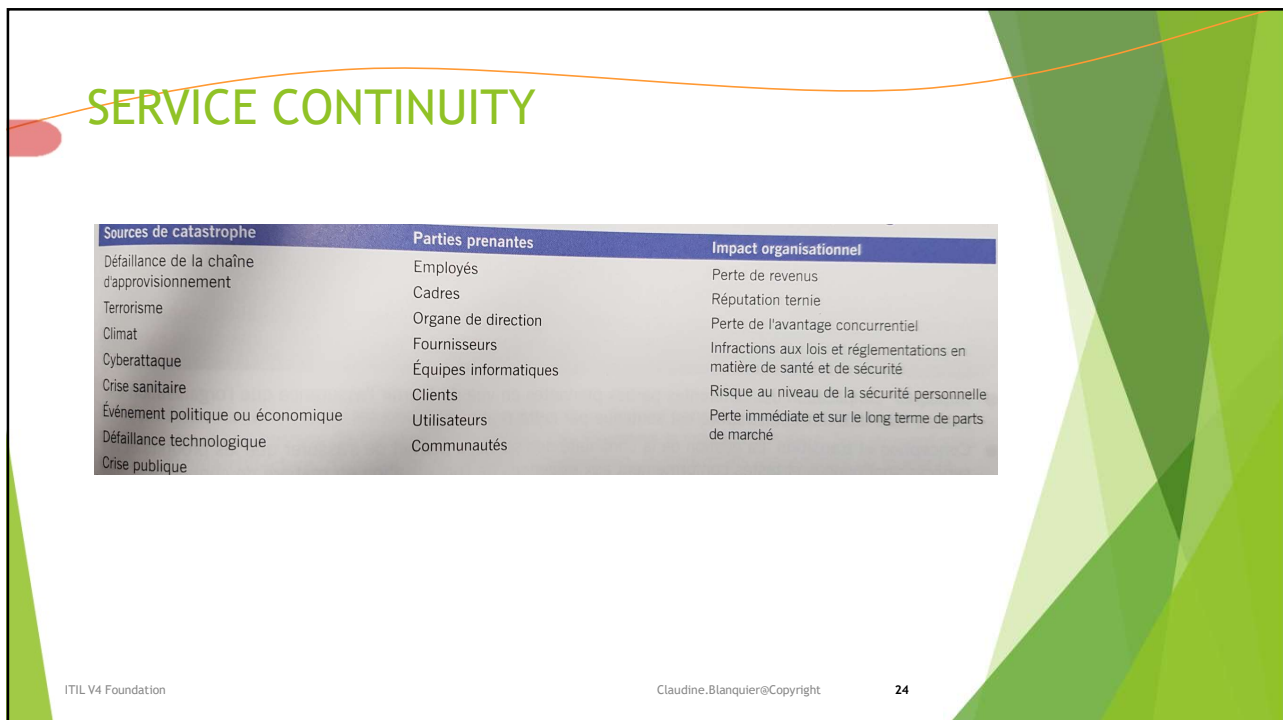 SERVICE CONTINUITY
Sources de catastrophe
Défaillance de la chaîne
d'approvisionnement
Terrorisme
Climat
Cyberattaque
Crise sanitaire
Événement politique ou économique
Défaillance technologique
Crise publique
Parties prenantes
Employés
Cadres
Organe de direction
Fournisseurs
Équipes informatiques
Clients
Utilisateurs
Communautés
Impact organisationnel
Perte de revenus
Réputation ternie
Perte de l'avantage concurrentiel
Infractions aux lois et réglementations en
matière de santé et de sécurité
Risque au niveau de la sécurité personnelle
Perte immédiate et sur le long terme de parts
de marché
ITIL V4 Foundation
Claudine.Blanquier@Copyright
24